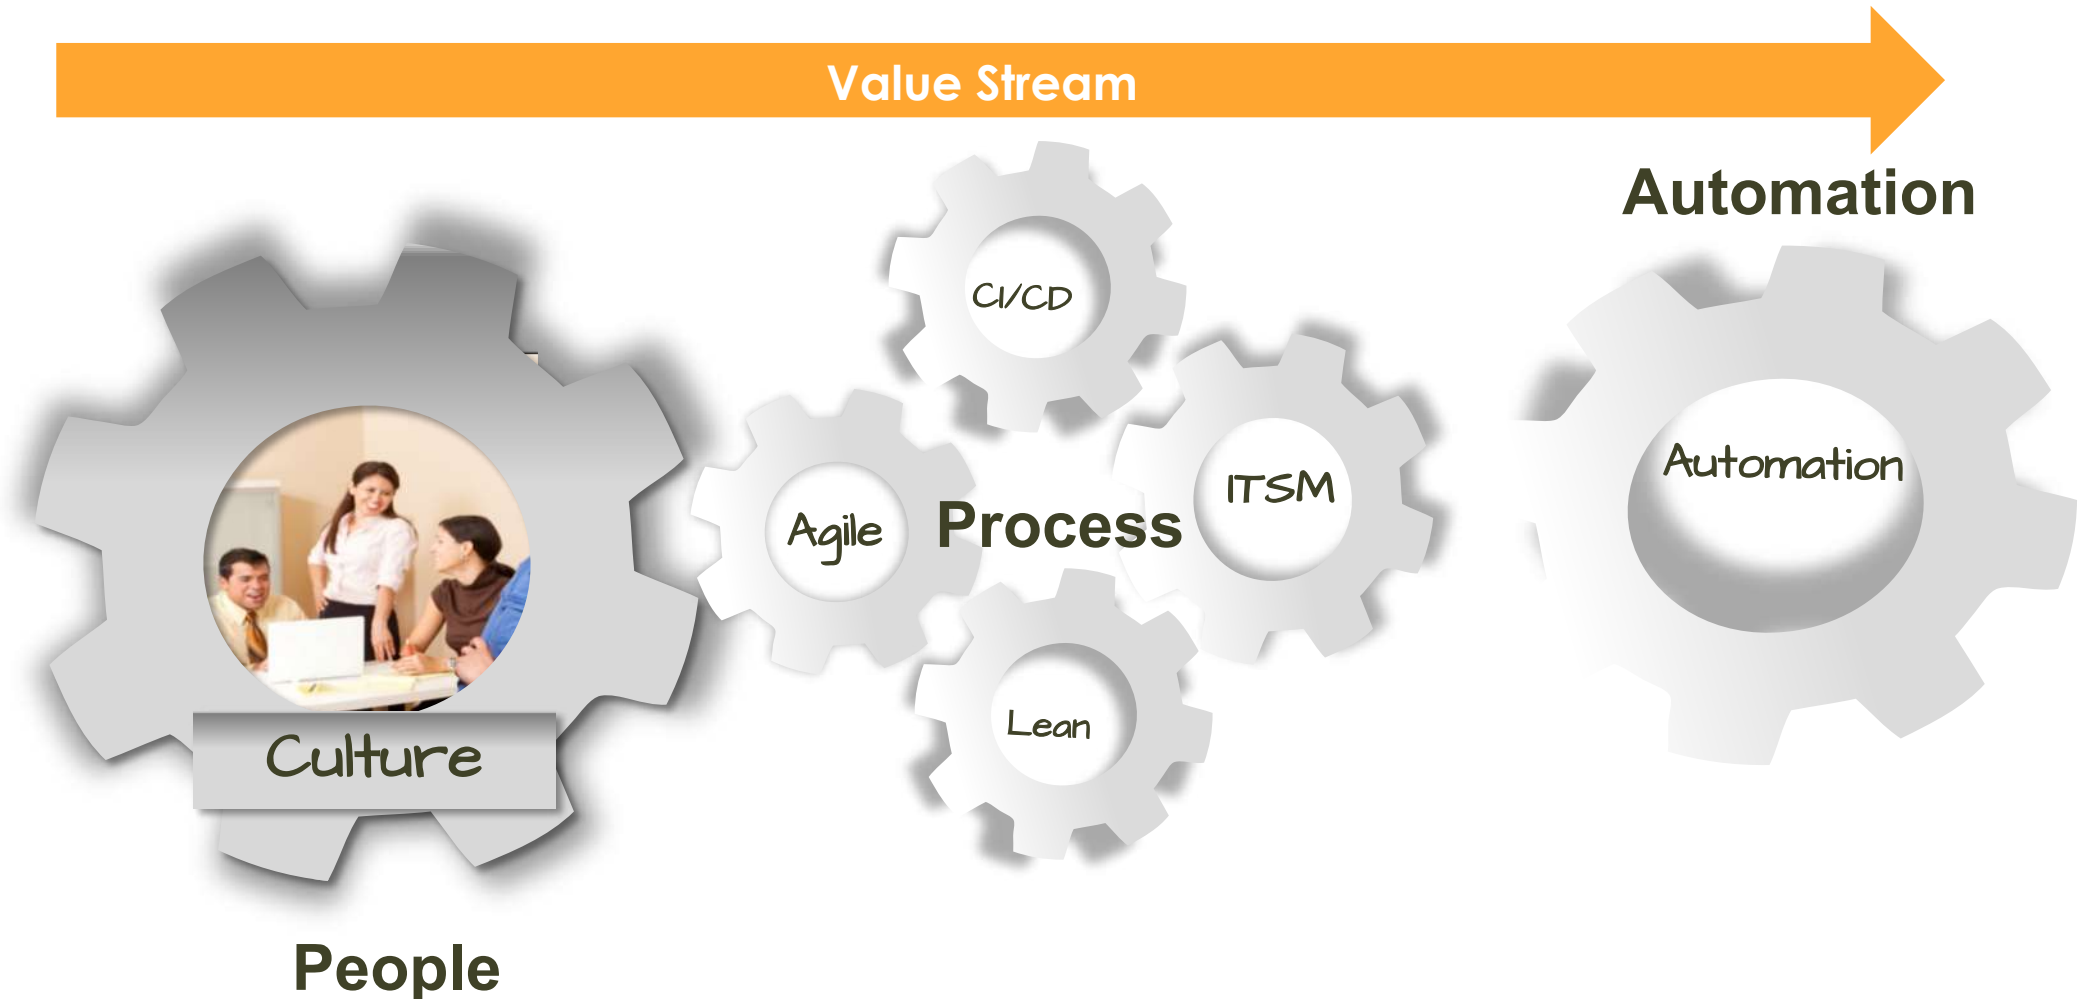 Value Stream
Automation
CI/CD
Automation
ITSM
Agile
Process
Lean
Culture
People